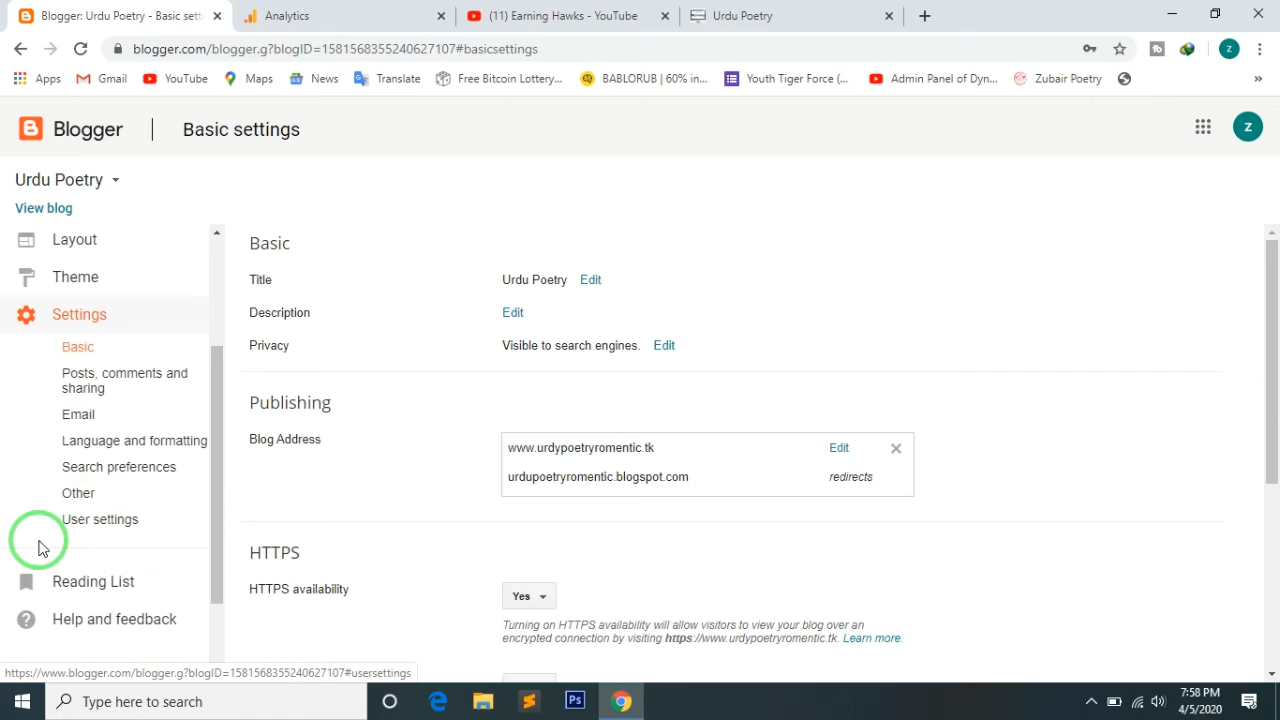 Blogger: Urdu Poetry - Basic sett
Analytics
(11) Earning Hawks - YouTube
Urdu Poetry
blogger.com/blogger.g?blogID=1581568355240627107#basicsettings
Apps
Gmail
YouTube
Maps
News
Translate
Free Bitcoin Lottery...
BABLORUB | 60% in...
Youth Tiger Force (...
Admin Panel of Dyn...
Zubair Poetry
»
Blogger
Basic settings
z
Urdu Poetry
View blog
Layout
Theme
Settings
Basic
Posts, comments and
sharing
Email
Language and formatting
Search preferences
Other
User settings
Reading List
Help and feedback
Basic
Title Urdu Poetry Edit
Description Edit
Privacy Visible to search engines. Edit
Publishing
Blog Address
www.urdypoetryromentic.tk Edit
urdupoetryromentic.blogspot.com redirects
HTTPS
HTTPS availability
Yes
Turning on HTTPS availability will allow visitors to view your blog over an
encrypted connection by visiting https://www.urdypoetryromentic.tk. Learn more.
https://www.blogger.com/blogger.g?blogID=1581568355240627107#usersettings
Type here to search
Ps
7:58 PM
4/5/2020